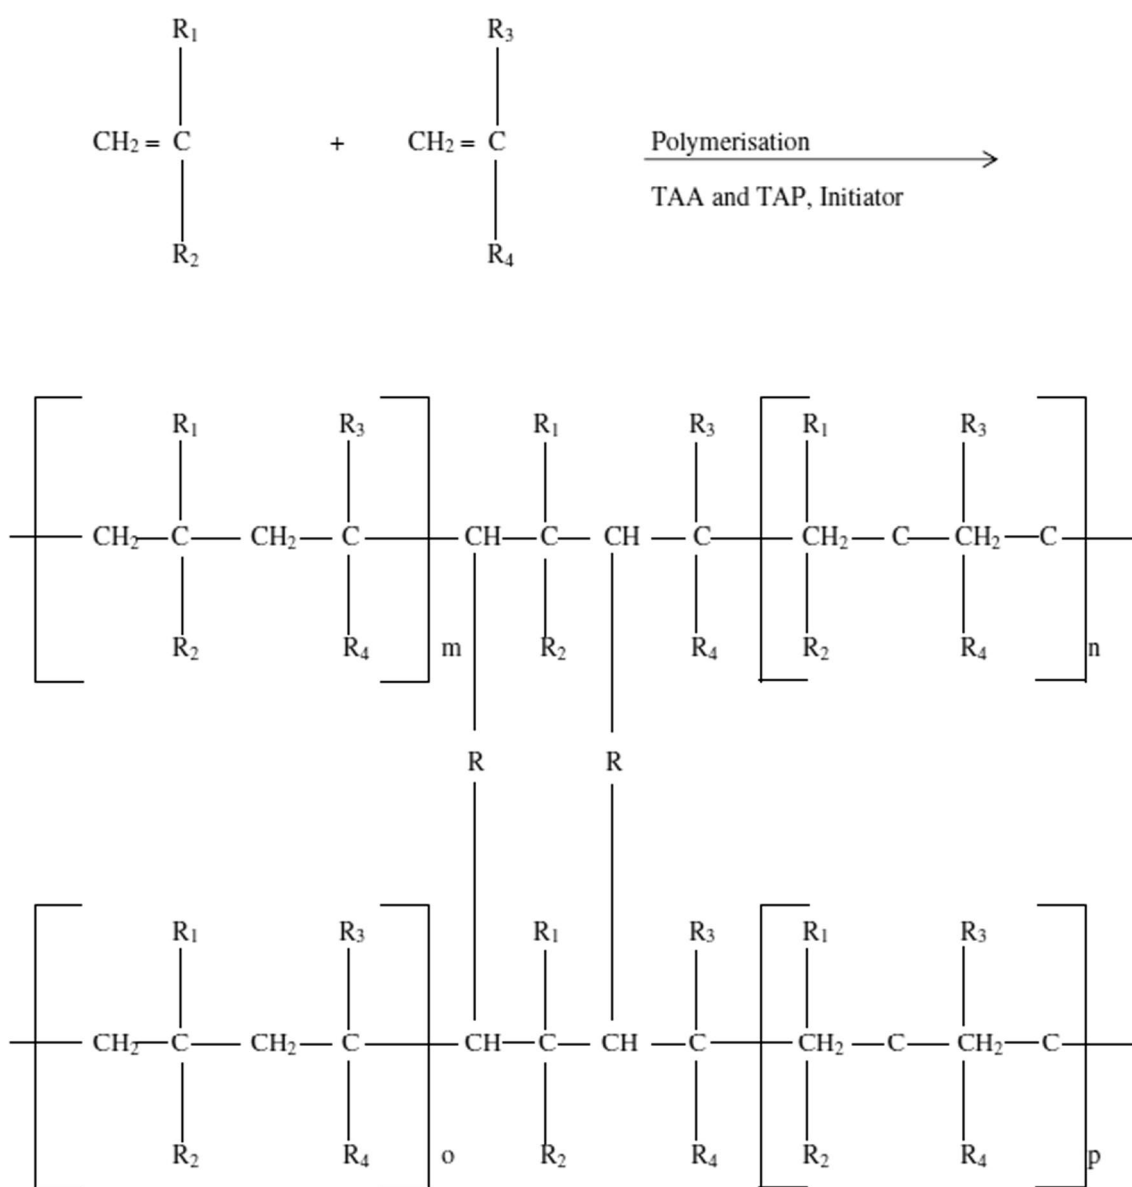 R₁ R₃
CH₂ = C + CH₂ = C Polymerisation
TAA and TAP, Initiator
R₂ R₄
R₁ R₃ R₁ R₃ R₁ R₃
CH₂ C CH₂ C CH C CH C CH₂ C CH₂ C
R₂ R₄ m R₂ R₄ R₂ R₄ n
R R
R₁ R₃ R₁ R₃ R₁ R₃
CH₂ C CH₂ C CH C CH C CH₂ C CH₂ C
R₂ R₄ o R₂ R₄ R₂ R₄ p